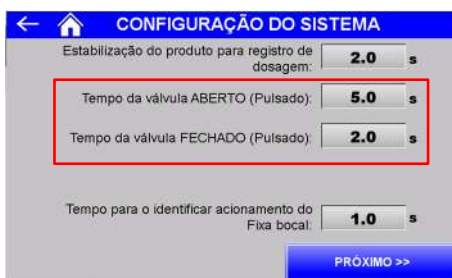 CONFIGURAÇÃO DO SISTEMA
Estabilização do produto para registro de
dosagem: 2.0 s
Tempo da válvula ABERTO (Pulsado): 5.0 s
Tempo da válvula FECHADO (Pulsado): 2.0 s
Tempo para o identificar acionamento do
Fixa bocal: 1.0 s
PRÓXIMO >>